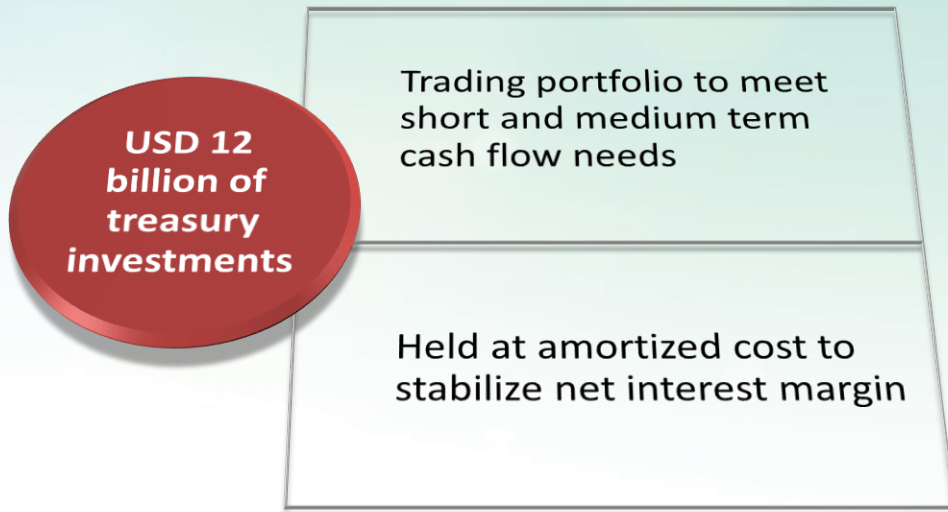 USD 12
billion of
treasury
investments
Trading portfolio to meet
short and medium term
cash flow needs
Held at amortized cost to
stabilize net interest margin